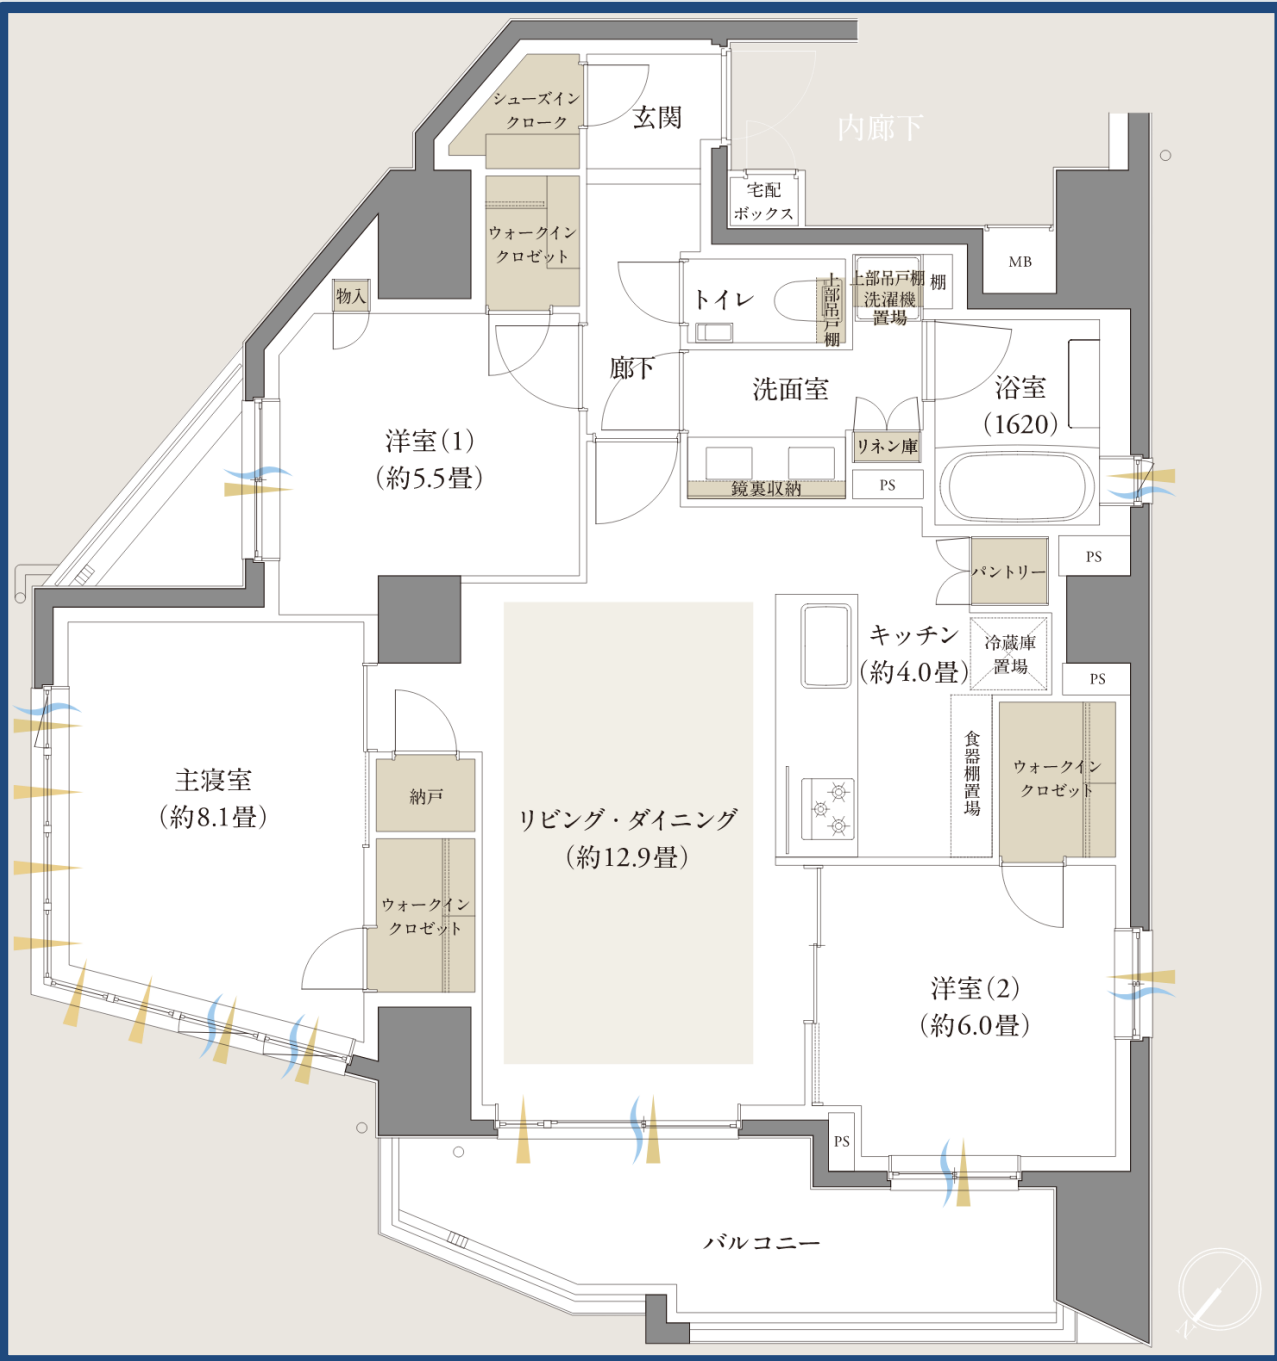 シューズイン
クローク
玄関
内廊下
宅配
ボックス
MB
ウォークイン
クロゼット
物入
トイレ
上部吊戸棚
上部吊戸棚
洗濯機
置場
棚
廊下
洗面室
浴室
(1620)
リネン庫
鏡裏収納
PS
洋室(1)
(約5.5畳)
PS
パントリー
キッチン
(約4.0畳)
冷蔵庫
置場
PS
食器棚置場
ウォークイン
クロゼット
主寝室
(約8.1畳)
納戸
リビング・ダイニング
(約12.9畳)
ウォークイン
クロゼット
洋室(2)
(約6.0畳)
PS
バルコニー
N